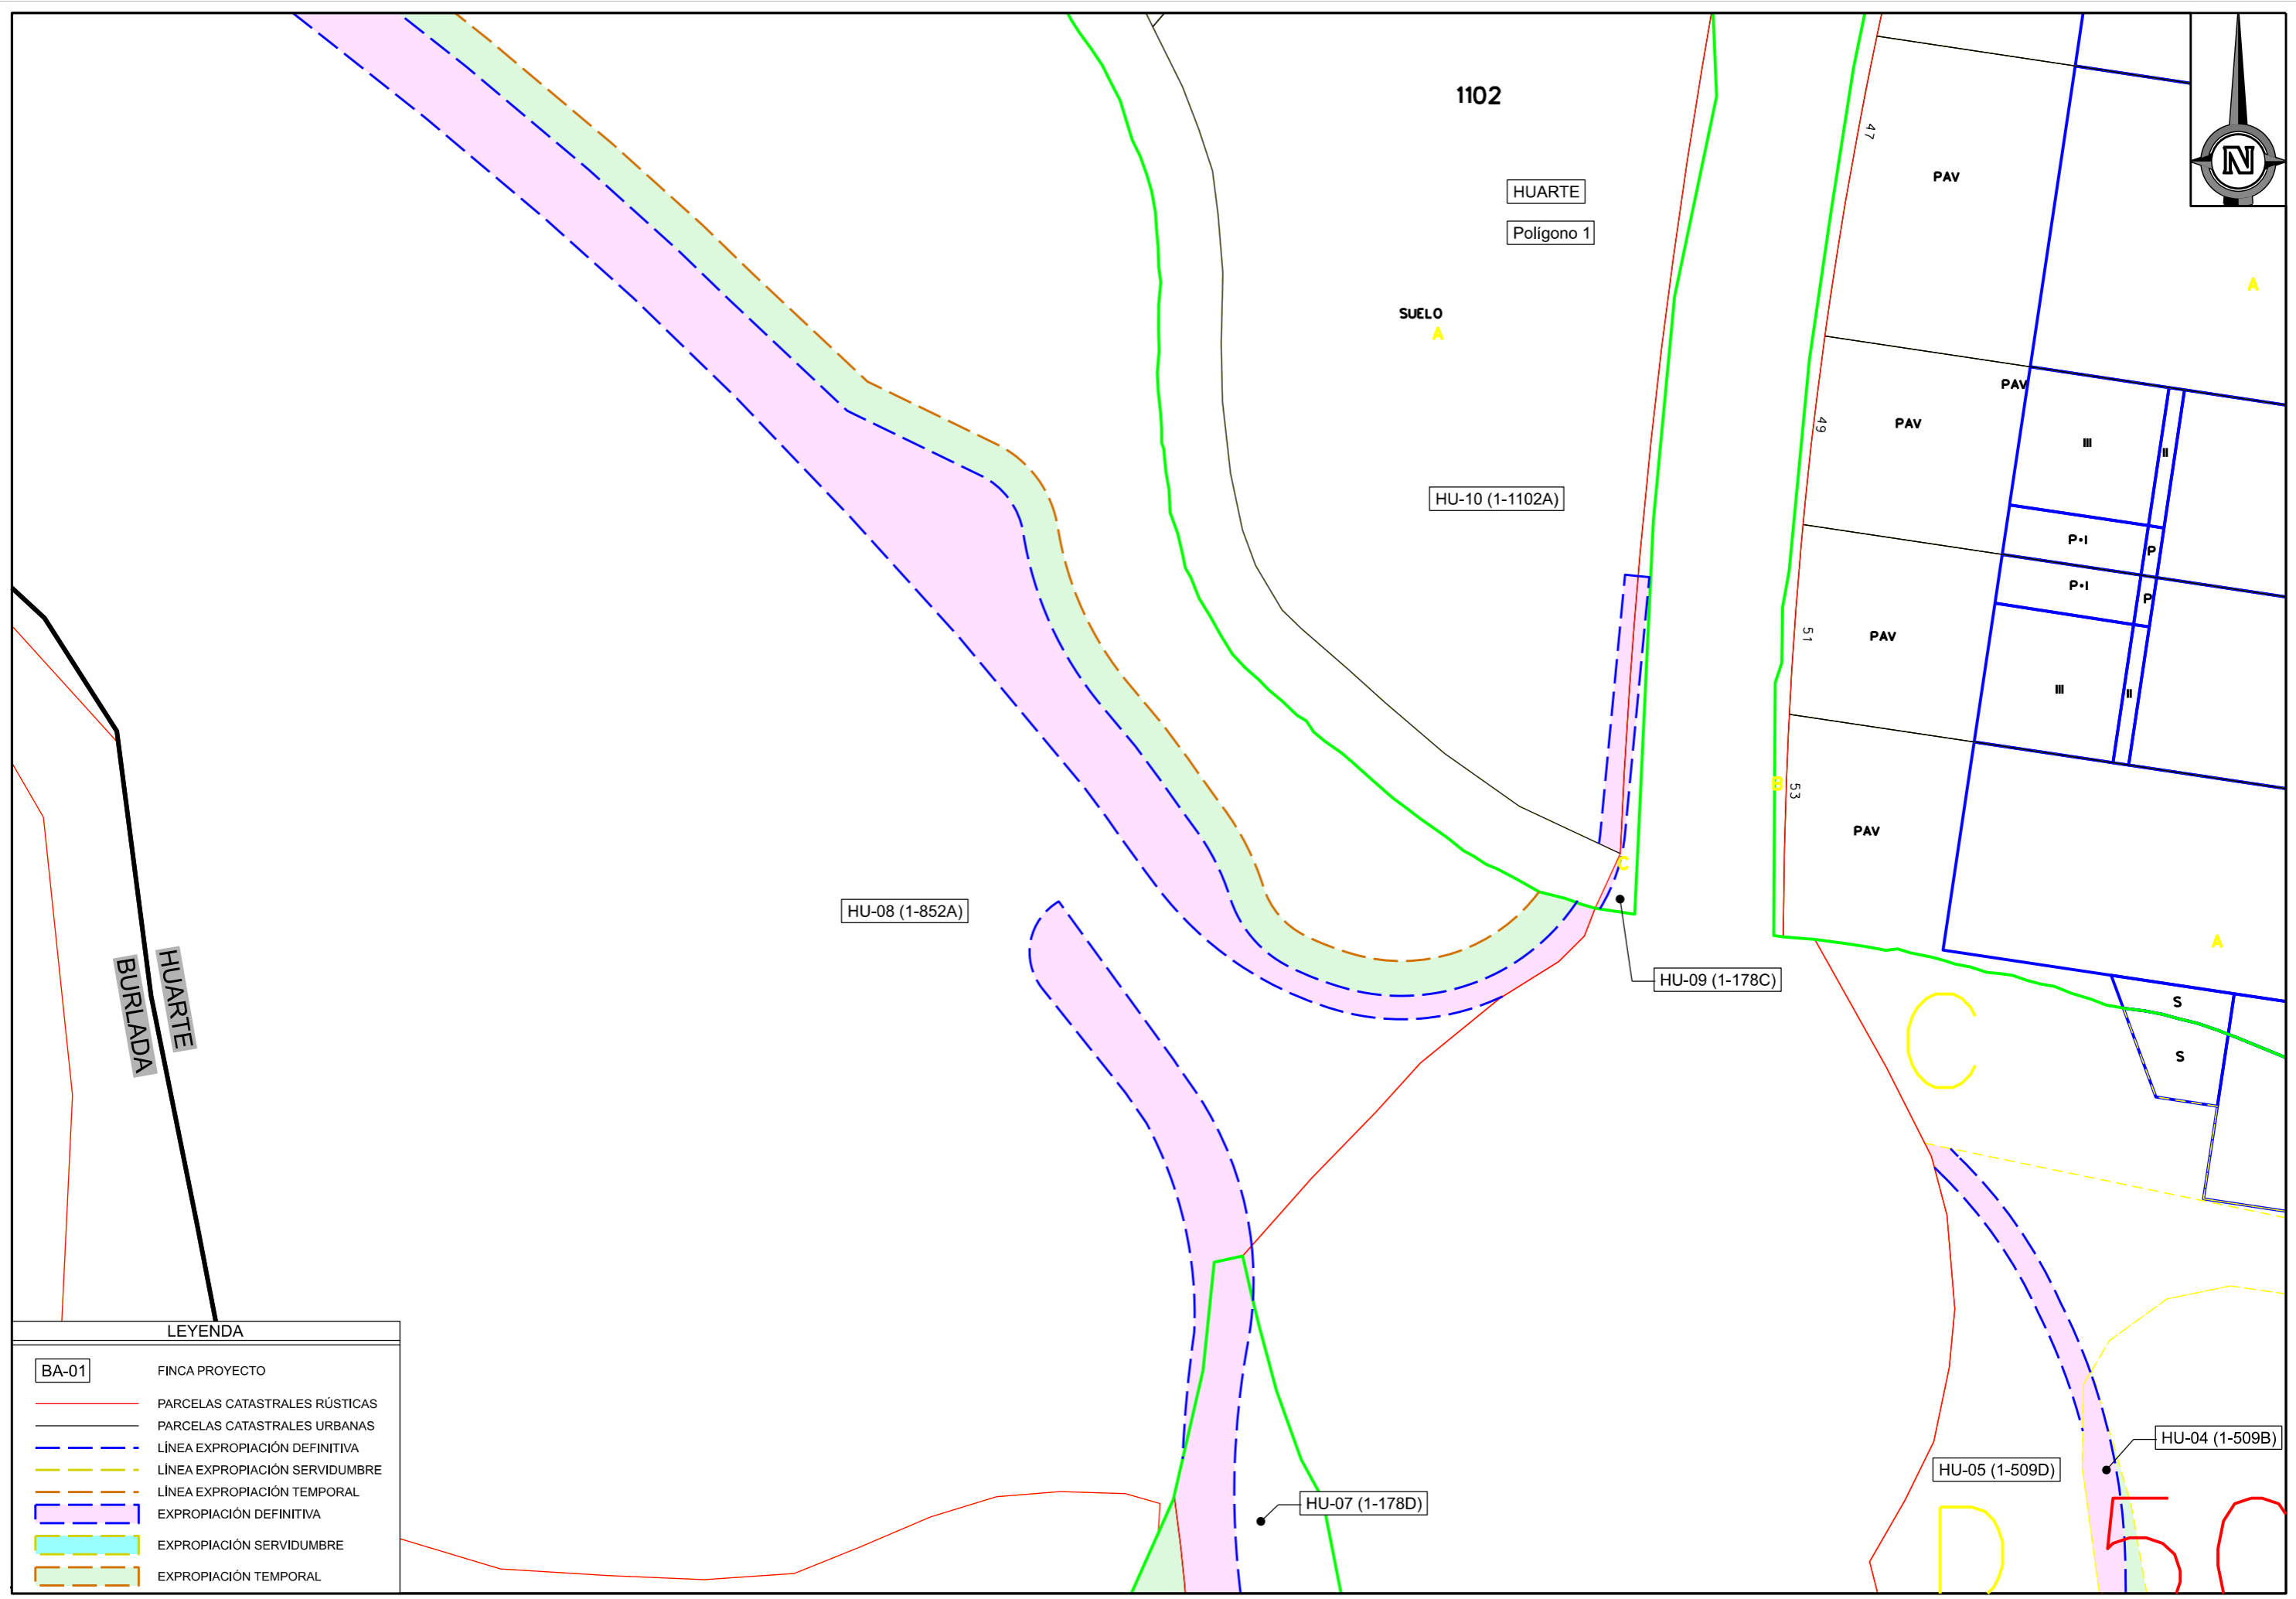 1102
HUARTE
Polígono 1
SUELO
A
HU-10 (1-1102A)
47
PAV
A
PAV
49
PAV
III
II
P+I
P
P+I
P
51
PAV
III
II
B
53
PAV
C
HU-08 (1-852A)
HU-09 (1-178C)
A
HUARTE
BURLADA
C
S
S
HU-04 (1-509B)
HU-05 (1-509D)
HU-07 (1-178D)
D
N
LEYENDA
BA-01 FINCA PROYECTO
PARCELAS CATASTRALES RÚSTICAS
PARCELAS CATASTRALES URBANAS
LÍNEA EXPROPIACIÓN DEFINITIVA
LÍNEA EXPROPIACIÓN SERVIDUMBRE
LÍNEA EXPROPIACIÓN TEMPORAL
EXPROPIACIÓN DEFINITIVA
EXPROPIACIÓN SERVIDUMBRE
EXPROPIACIÓN TEMPORAL